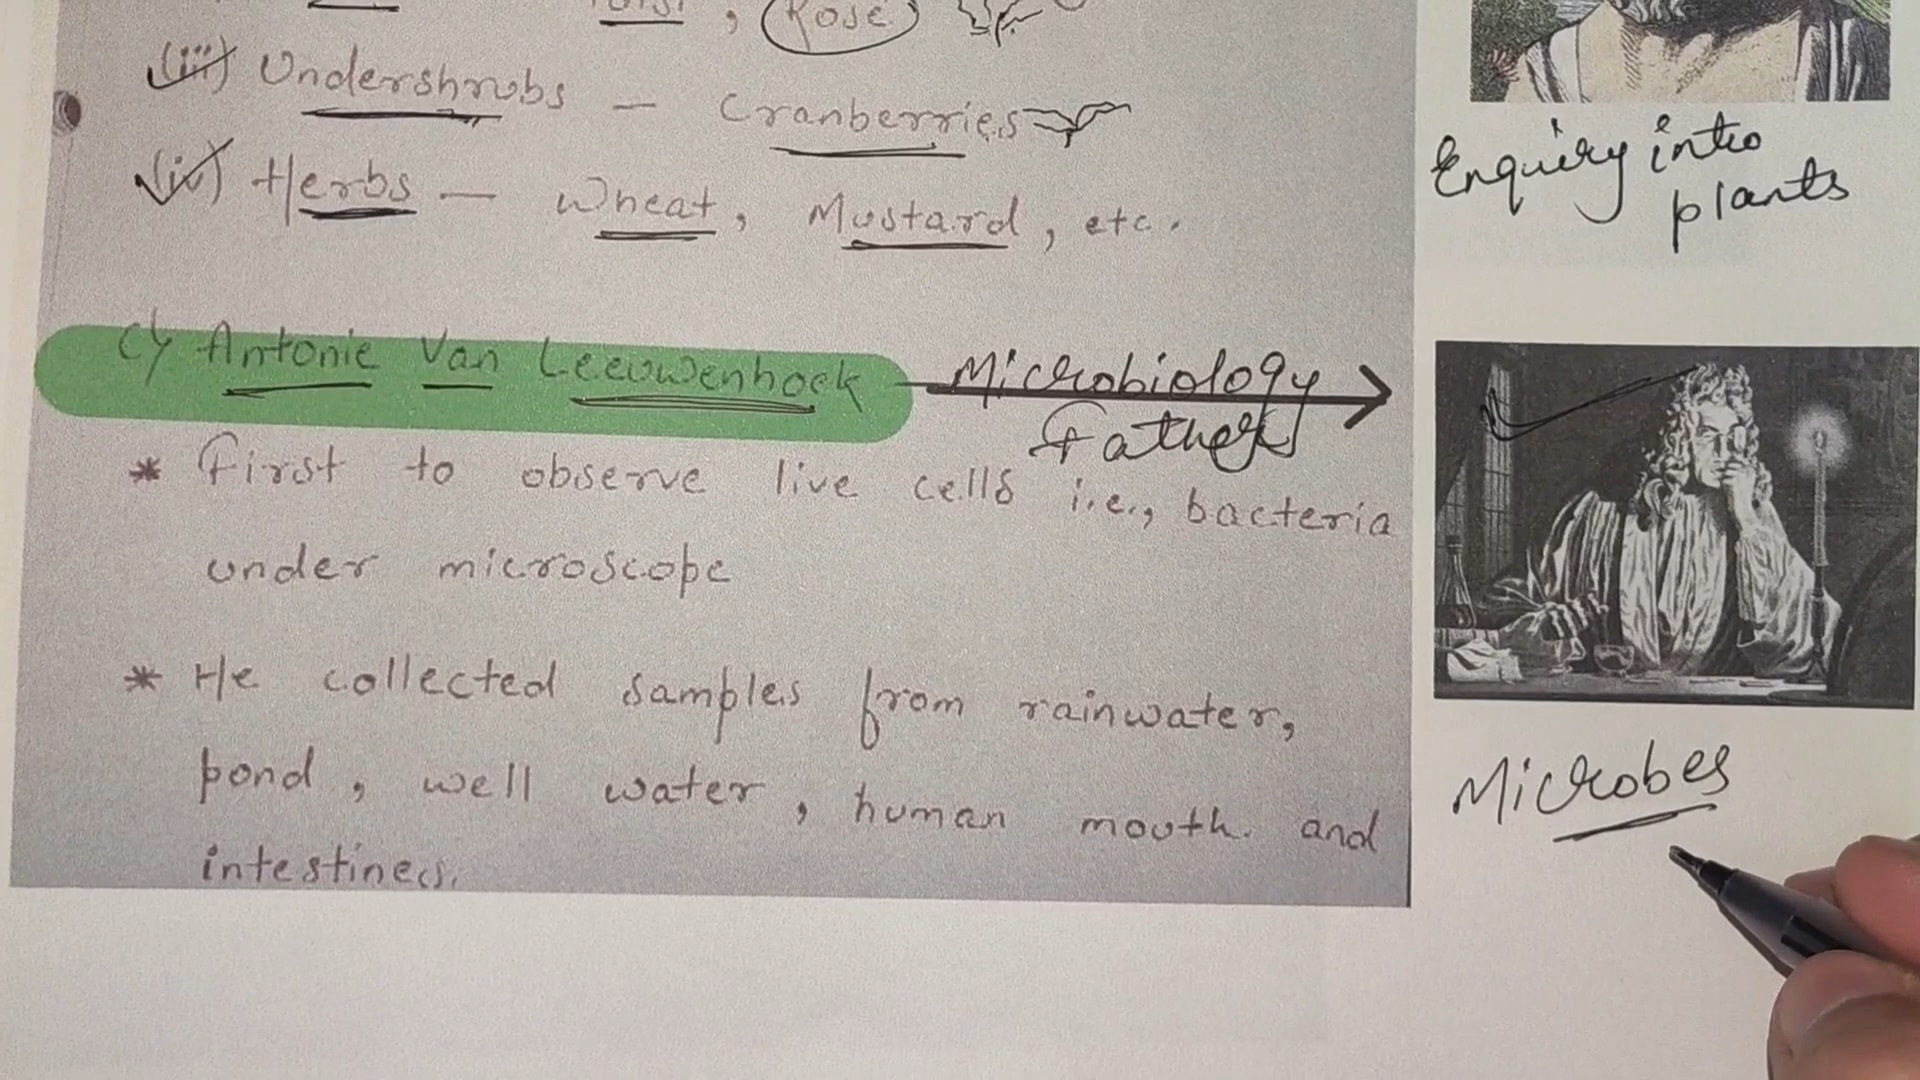 , Rose
(iii) Undershrubs – Cranberries
(iv) Herbs – Wheat, Mustard, etc.
Enquiry into
plants
C) Antonie Van Leeuwenhoek
Microbiology
Father
* First to observe live cells i.e., bacteria
under microscope
* He collected samples from rainwater,
pond, well water, human mouth and
intestines.
Microbes